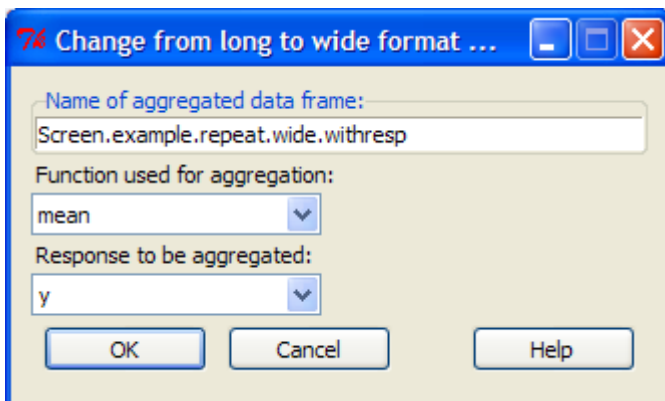 Change from long to wide format ...
Name of aggregated data frame:
Screen.example.repeat.wide.withresp
Function used for aggregation:
mean
Response to be aggregated:
y
OK Cancel Help